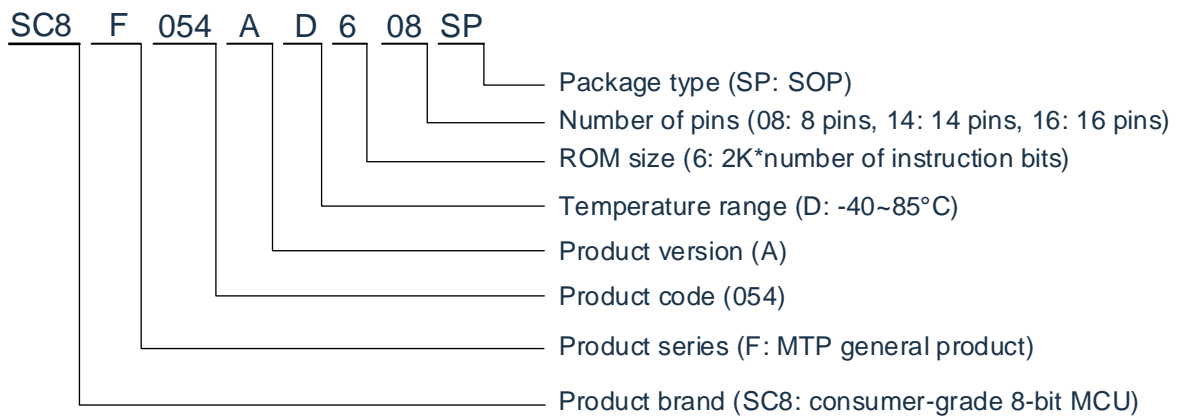 SC8 F 054 A D 6 08 SP
Package type (SP: SOP)
Number of pins (08: 8 pins, 14: 14 pins, 16: 16 pins)
ROM size (6: 2K*number of instruction bits)
Temperature range (D: -40~85°C)
Product version (A)
Product code (054)
Product series (F: MTP general product)
Product brand (SC8: consumer-grade 8-bit MCU)